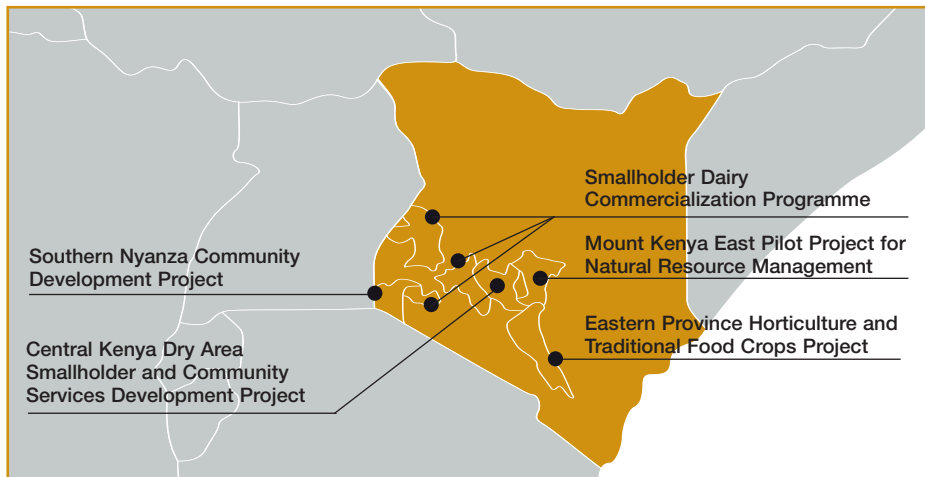 Smallholder Dairy
Commercialization Programme
Southern Nyanza Community
Development Project
Mount Kenya East Pilot Project for
Natural Resource Management
Central Kenya Dry Area
Smallholder and Community
Services Development Project
Eastern Province Horticulture and
Traditional Food Crops Project